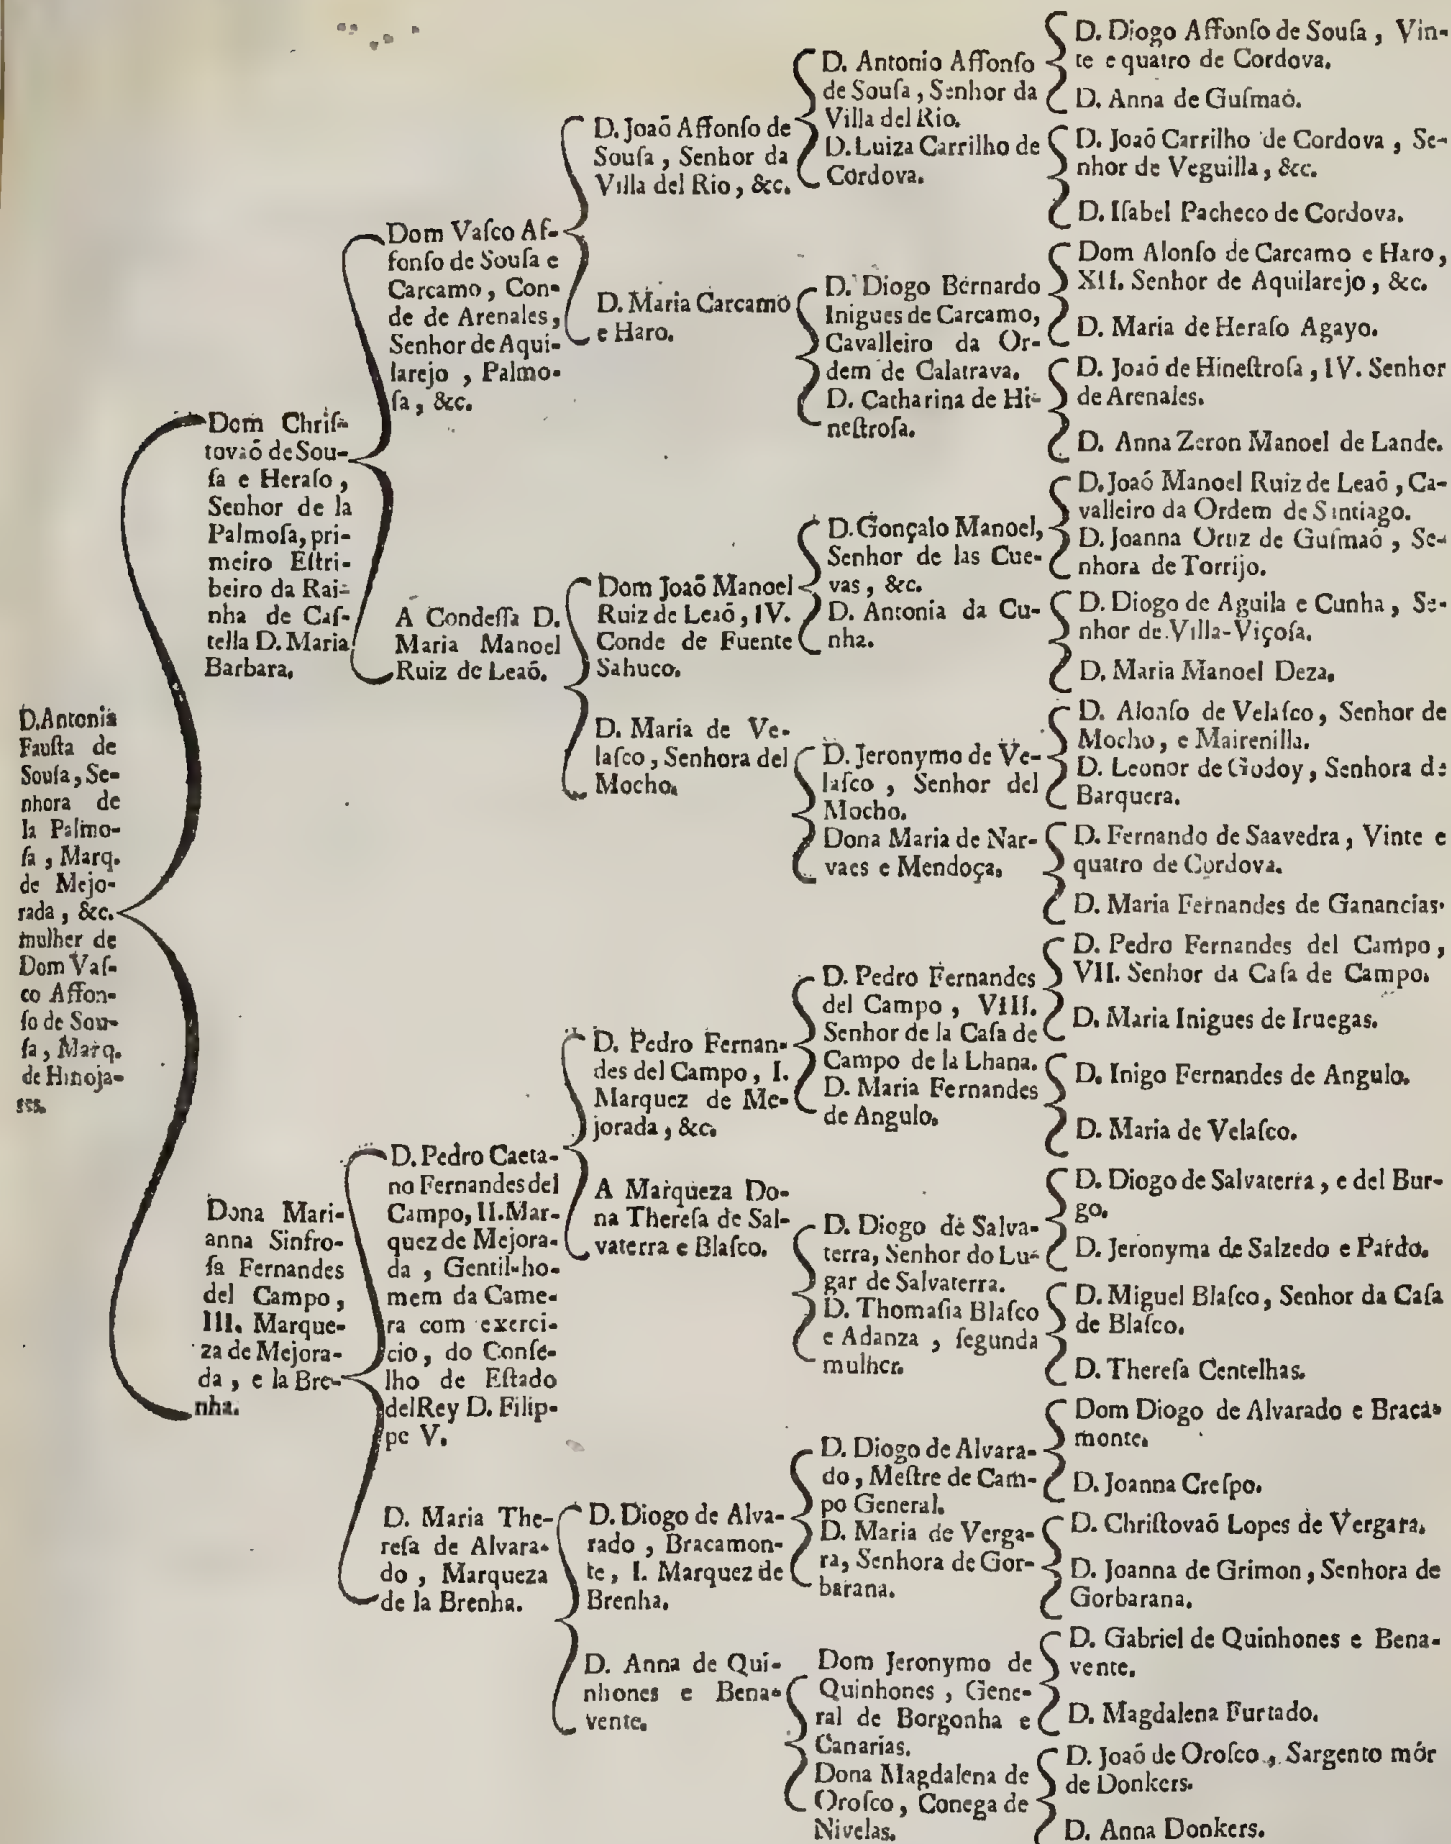 D. Antonia
Fauſta de
Souſa, Se-
nhora de
la Palmo-
ſa, Marq.
de Mejo-
rada, &c.
mulher de
Dom Vaſ-
co Affon-
ſo de Sou-
ſa, Marq.
de Hinoja-
res.
Dom Chriſ-
tovaõ de Sou-
ſa e Heraſo,
Senhor de la
Palmoſa, pri-
meiro Eſtri-
beiro da Rai-
nha de Caſ-
tella D. Maria
Barbara.
Dona Mari-
anna Sinfro-
ſa Fernandes
del Campo,
III. Marque-
za de Mejora-
da, e la Bre-
nha.
Dom Vaſco Af-
fonſo de Souſa e
Carcamo, Con-
de de Arenales,
Senhor de Aqui-
larejo, Palmo-
ſa, &c.
A Condeſſa D.
Maria Manoel
Ruiz de Leaõ.
D. Pedro Caeta-
no Fernandes del
Campo, II. Mar-
quez de Mejora-
da, Gentil-ho-
mem da Came-
ra com exerci-
cio, do Conſe-
lho de Eſtado
delRey D. Filip-
pe V.
D. Maria The-
reſa de Alvara-
do, Marqueza
de la Brenha.
D. Joaõ Affonſo de
Souſa, Senhor da
Villa del Rio, &c.
D. Maria Carcamo
e Haro.
Dom Joaõ Manoel
Ruiz de Leaõ, IV.
Conde de Fuente
Sahuco.
D. Maria de Ve-
laſco, Senhora del
Mocho.
D. Pedro Fernan-
des del Campo, I.
Marquez de Me-
jorada, &c.
A Marqueza Do-
na Thereſa de Sal-
vaterra e Blaſco.
D. Diogo de Alva-
rado, Bracamon-
te, I. Marquez de
Brenha.
D. Anna de Qui-
nhones e Bena-
vente.
D. Antonio Affonſo
de Souſa, Senhor da
Villa del Rio.
D. Luiza Carrilho de
Cordova.
D. Diogo Bernardo
Inigues de Carcamo,
Cavalleiro da Or-
dem de Calatrava.
D. Catharina de Hi-
neſtroſa.
D. Gonçalo Manoel,
Senhor de las Cue-
vas, &c.
D. Antonia da Cu-
nha.
D. Jeronymo de Ve-
laſco, Senhor del
Mocho.
Dona Maria de Nar-
vaes e Mendoça.
D. Pedro Fernandes
del Campo, VIII.
Senhor de la Caſa de
Campo de la Lhana.
D. Maria Fernandes
de Angulo.
D. Diogo de Salva-
terra, Senhor do Lu-
gar de Salvaterra.
D. Thomaſia Blaſco
e Adanza, ſegunda
mulher.
D. Diogo de Alvara-
do, Meſtre de Cam-
po General.
D. Maria de Verga-
ra, Senhora de Gor-
barana.
Dom Jeronymo de
Quinhones, Gene-
ral de Borgonha e
Canarias.
Dona Magdalena de
Oroſco, Conega de
Nivelas.
D. Diogo Affonſo de Souſa, Vin-
te e quatro de Cordova.
D. Anna de Guſmaõ.
D. Joaõ Carrilho de Cordova, Se-
nhor de Veguilla, &c.
D. Iſabel Pacheco de Cordova.
Dom Alonſo de Carcamo e Haro,
XII. Senhor de Aquilarejo, &c.
D. Maria de Heraſo Agayo.
D. Joaõ de Hineſtroſa, IV. Senhor
de Arenales.
D. Anna Zeron Manoel de Lande.
D. Joaõ Manoel Ruiz de Leaõ, Ca-
valleiro da Ordem de Santiago.
D. Joanna Ortiz de Guſmaõ, Se-
nhora de Torrijo.
D. Diogo de Aguila e Cunha, Se-
nhor de Villa-Viçoſa.
D. Maria Manoel Deza.
D. Alonſo de Velaſco, Senhor de
Mocho, e Mairenilla.
D. Leonor de Godoy, Senhora de
Barquera.
D. Fernando de Saavedra, Vinte e
quatro de Cordova.
D. Maria Fernandes de Ganancias.
D. Pedro Fernandes del Campo,
VII. Senhor da Caſa de Campo.
D. Maria Inigues de Iruegas.
D. Inigo Fernandes de Angulo.
D. Maria de Velaſco.
D. Diogo de Salvaterra, e del Bur-
go.
D. Jeronyma de Salzedo e Pardo.
D. Miguel Blaſco, Senhor da Caſa
de Blaſco.
D. Thereſa Centelhas.
Dom Diogo de Alvarado e Braca-
monte.
D. Joanna Creſpo.
D. Chriſtovaõ Lopes de Vergara.
D. Joanna de Grimon, Senhora de
Gorbarana.
D. Gabriel de Quinhones e Bena-
vente.
D. Magdalena Furtado.
D. Joaõ de Oroſco, Sargento mór
de Donkers.
D. Anna Donkers.